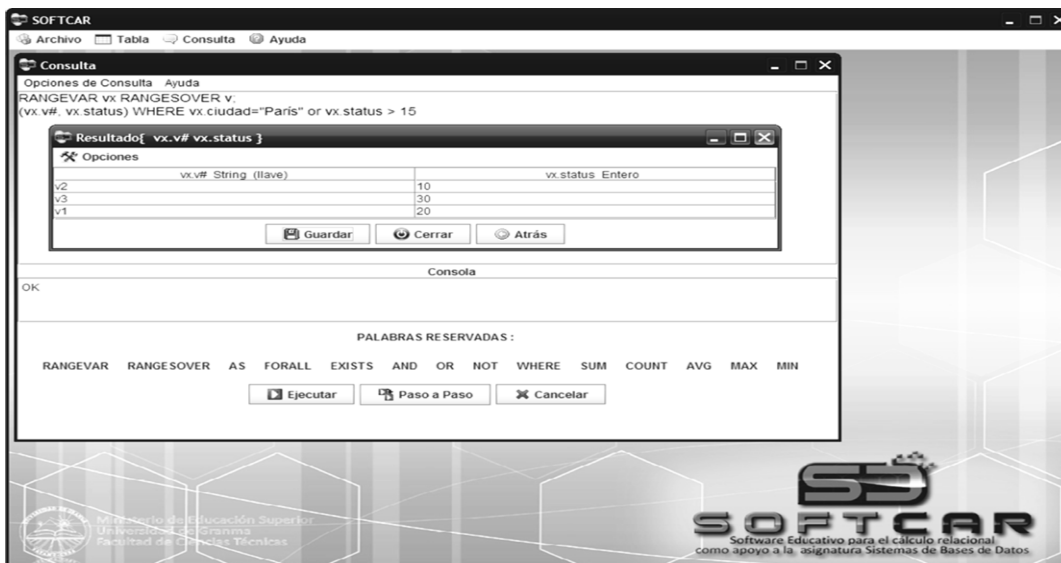 SOFTCAR
Archivo Tabla Consulta Ayuda
Consulta
Opciones de Consulta Ayuda
RANGEVAR vx RANGESOVER v;
(vx.v#, vx.status) WHERE vx.ciudad="París" or vx.status > 15
Resultado{ vx.v# vx.status }
Opciones
vx.v# String (llave) vx.status Entero
v2 10
v3 30
v1 20
Guardar Cerrar Atrás
Consola
OK
PALABRAS RESERVADAS :
RANGEVAR RANGESOVER AS FORALL EXISTS AND OR NOT WHERE SUM COUNT AVG MAX MIN
Ejecutar Paso a Paso Cancelar
Ministerio de Educación Superior
Universidad de Granma
Facultad de Ciencias Técnicas
SOFTCAR
Software Educativo para el cálculo relacional
como apoyo a la asignatura Sistemas de Bases de Datos